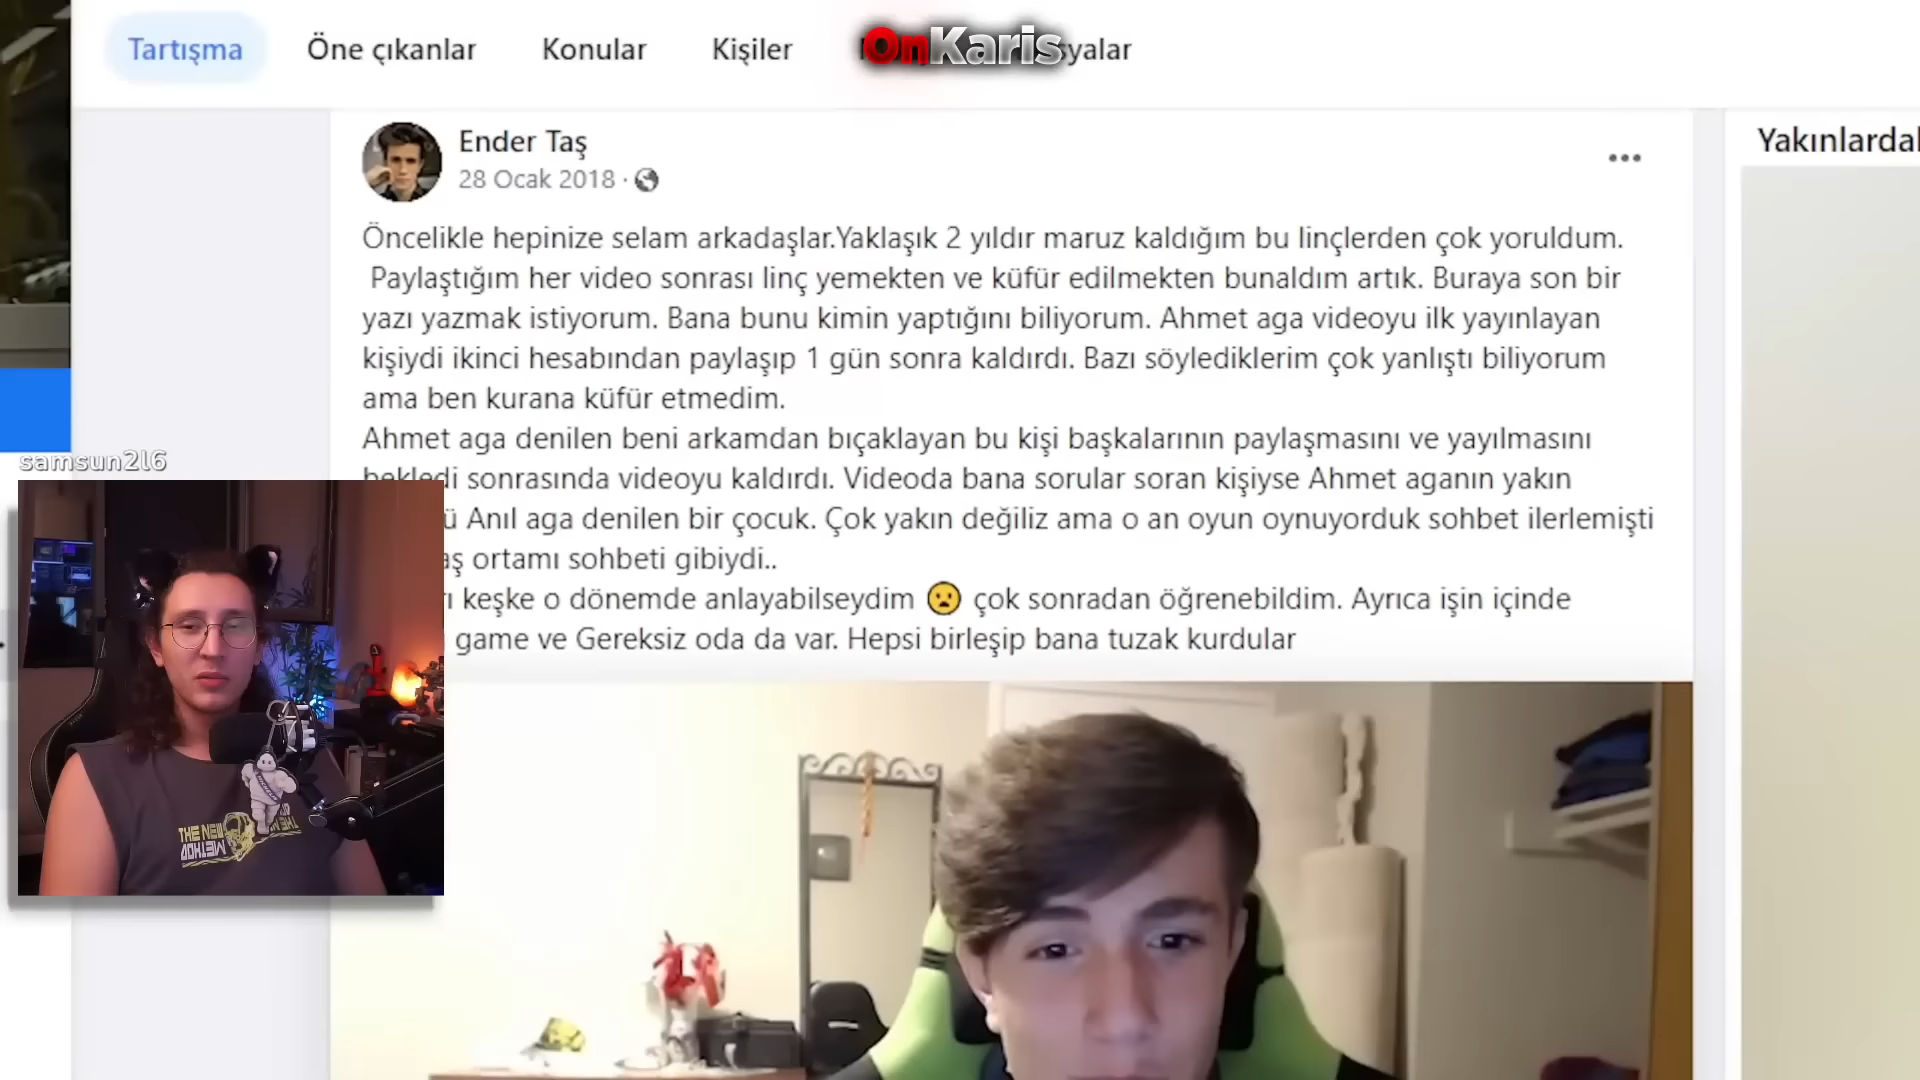 Tartışma Öne çıkanlar Konular Kişiler OnKaris syalar
Ender Taş
28 Ocak 2018 ·
Yakınlardal
Öncelikle hepinize selam arkadaşlar.Yaklaşık 2 yıldır maruz kaldığım bu linçlerden çok yoruldum.
Paylaştığım her video sonrası linç yemekten ve küfür edilmekten bunaldım artık. Buraya son bir
yazı yazmak istiyorum. Bana bunu kimin yaptığını biliyorum. Ahmet aga videoyu ilk yayınlayan
kişiydi ikinci hesabından paylaşıp 1 gün sonra kaldırdı. Bazı söylediklerim çok yanlıştı biliyorum
ama ben kurana küfür etmedim.
Ahmet aga denilen beni arkamdan bıçaklayan bu kişi başkalarının paylaşmasını ve yayılmasını
bekledi sonrasında videoyu kaldırdı. Videoda bana sorular soran kişiyse Ahmet aganın yakın
ü Anıl aga denilen bir çocuk. Çok yakın değiliz ama o an oyun oynuyorduk sohbet ilerlemişti
aş ortamı sohbeti gibiydi..
ı keşke o dönemde anlayabilseydim 😦 çok sonradan öğrenebildim. Ayrıca işin içinde
game ve Gereksiz oda da var. Hepsi birleşip bana tuzak kurdular
samsun2l6
THE NEW
METHOD